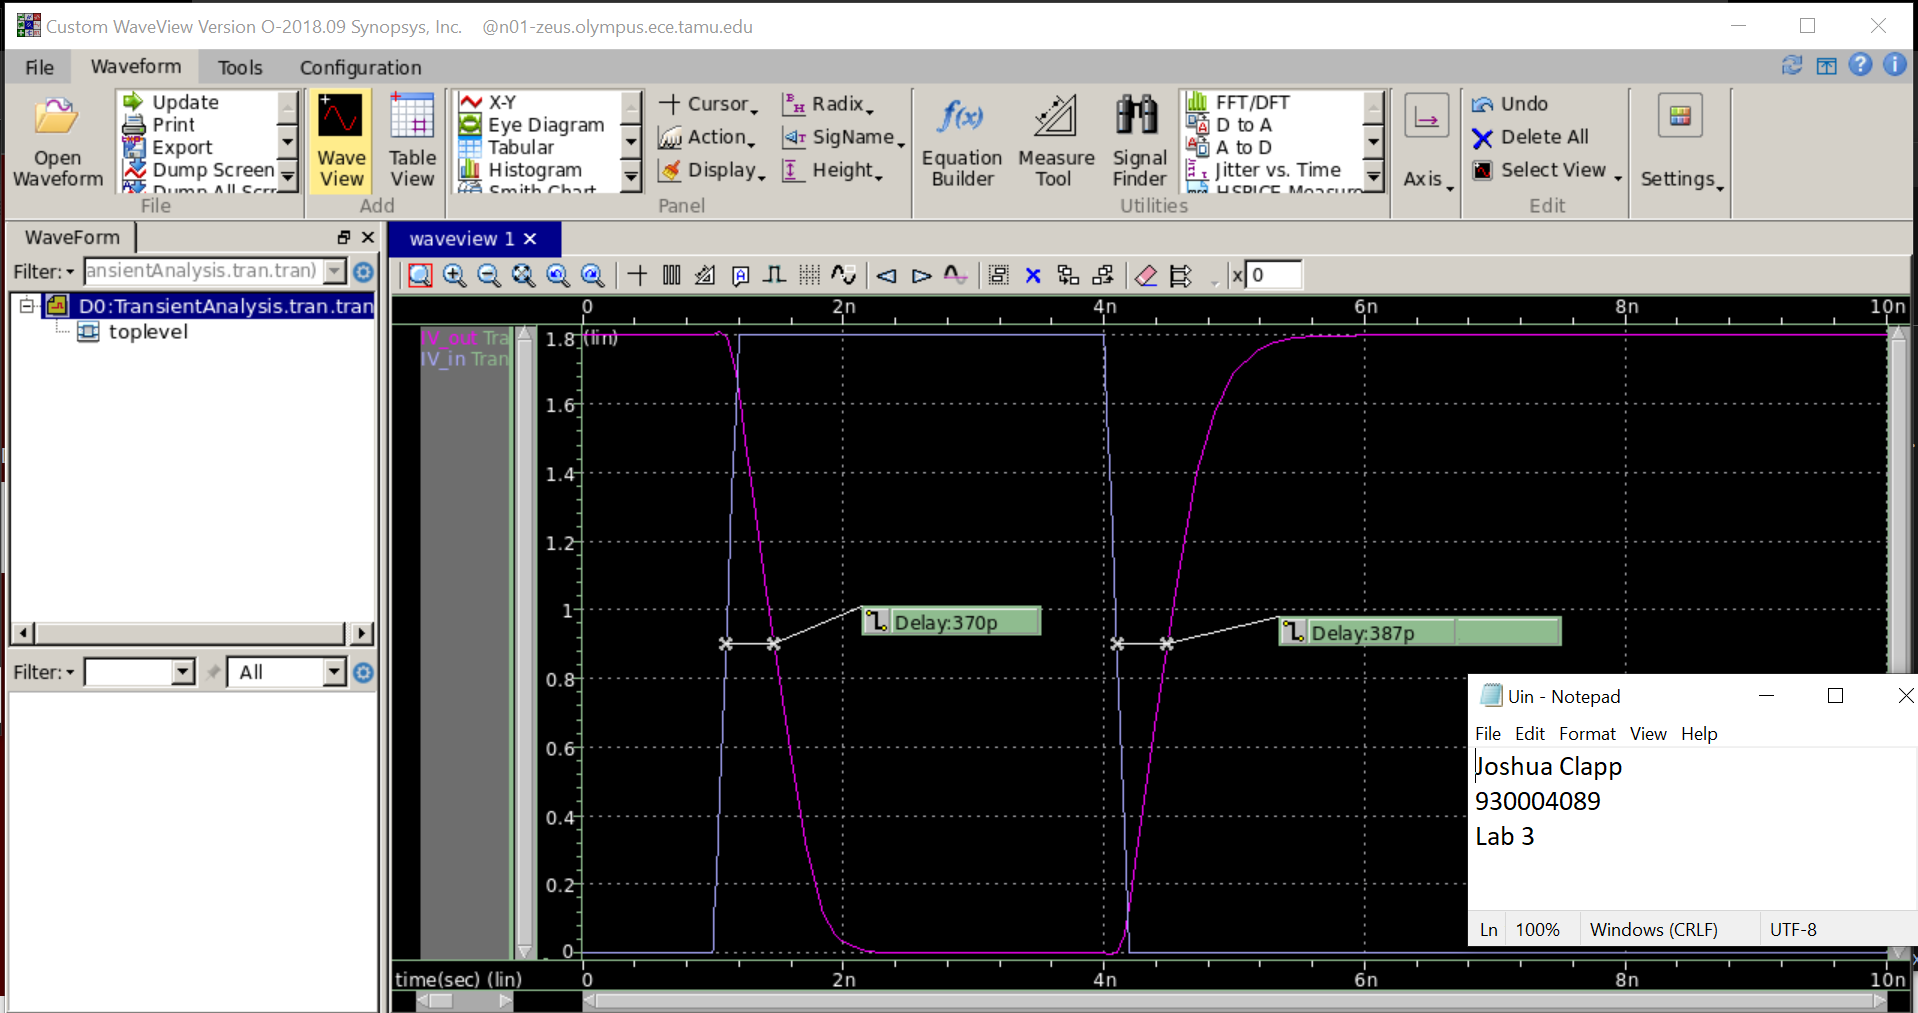 Custom WaveView Version O-2018.09 Synopsys, Inc. @n01-zeus.olympus.ece.tamu.edu
File Waveform Tools Configuration
Open Waveform
Update
Print
Export
Dump Screen
Dump All Scr
File
Wave View
Table View
Add
X-Y
Eye Diagram
Tabular
Histogram
Smith Chart
Cursor
Action
Display
Radix
SigName
Height
Panel
Equation Builder
Measure Tool
Signal Finder
FFT/DFT
D to A
A to D
Jitter vs. Time
HSPICE Measure
Utilities
Axis
Undo
Delete All
Select View
Edit
Settings
WaveForm
Filter: ansientAnalysis.tran.tran)
D0:TransientAnalysis.tran.tran
toplevel
Filter: All
waveview 1
x 0
0 2n 4n 6n 8n 10n
IV:out Tra
IV_in Tran
1.8 (lin)
1.6
1.4
1.2
1
0.8
0.6
0.4
0.2
0
Delay:370p
Delay:387p
time(sec) (lin) 0 2n 4n 6n 8n 10n
Uin - Notepad
File Edit Format View Help
Joshua Clapp
930004089
Lab 3
Ln 100% Windows (CRLF) UTF-8